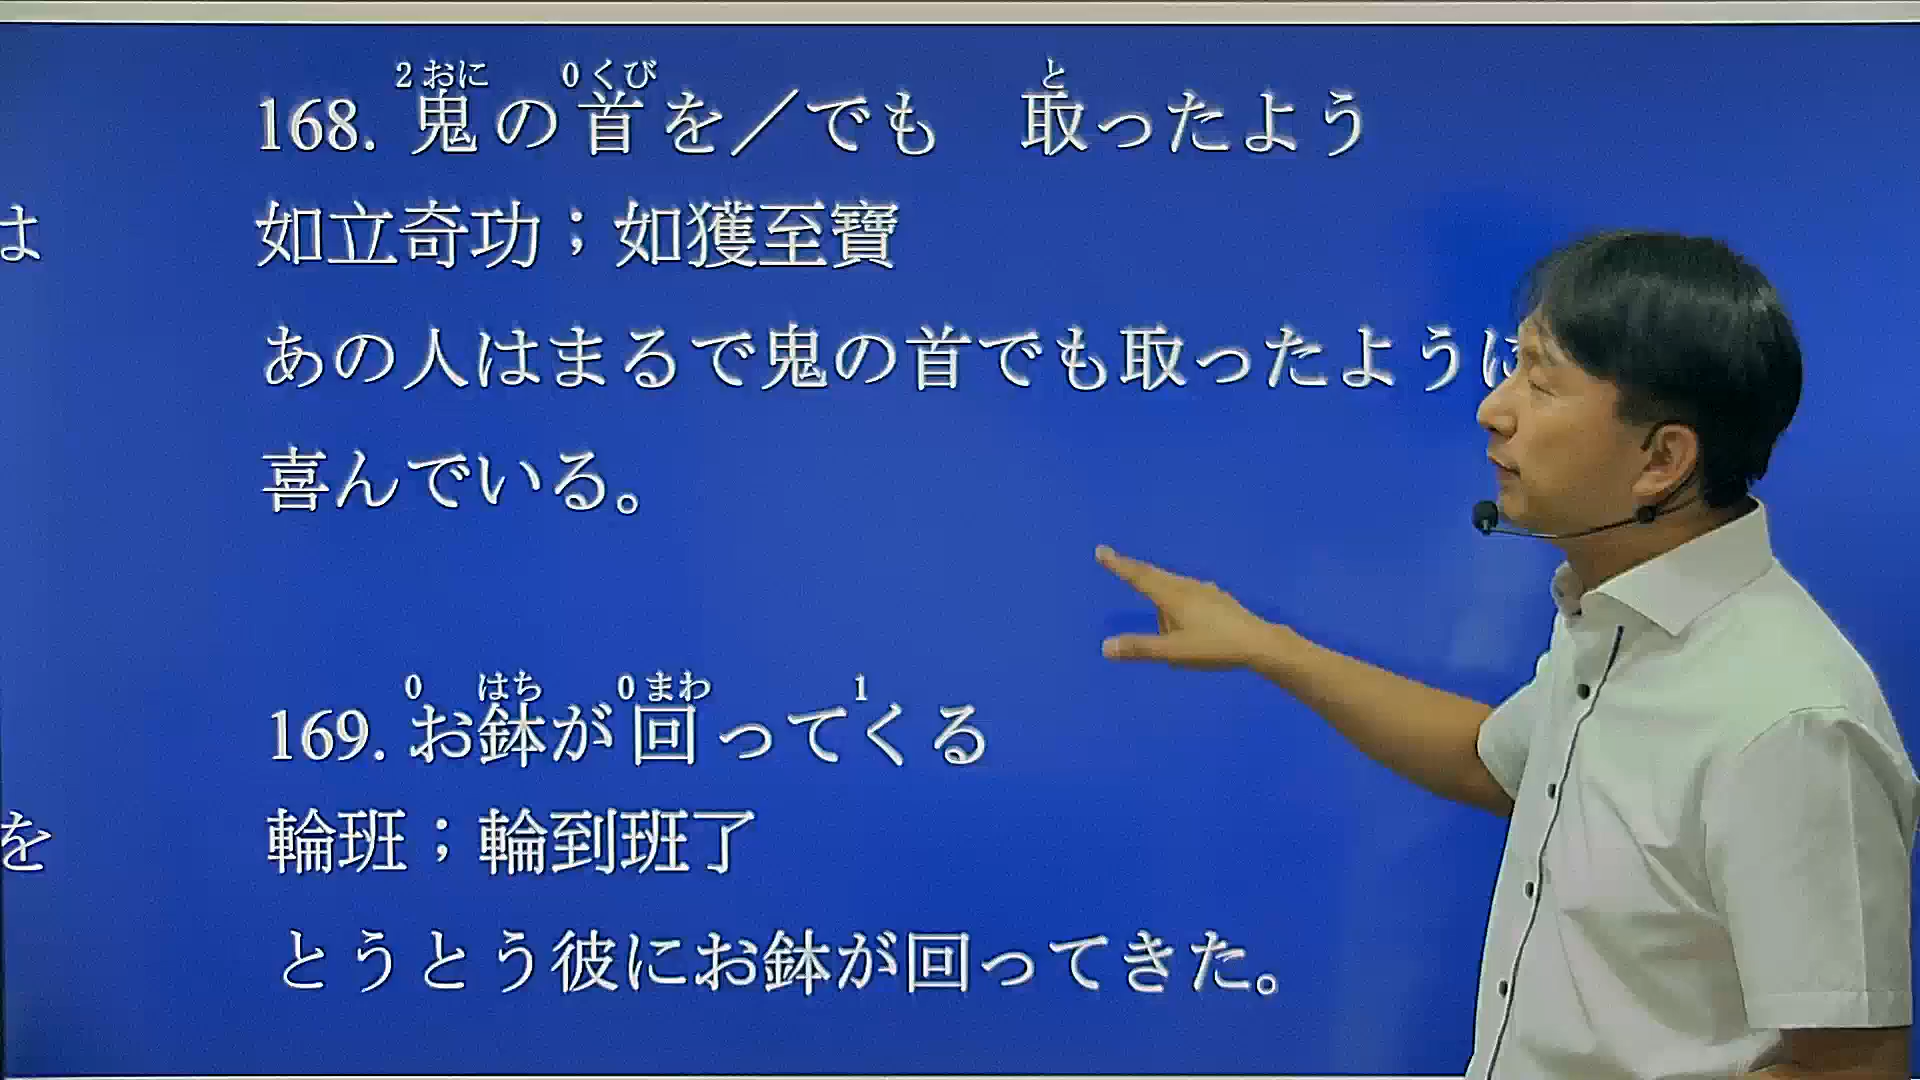 2 おに 0 くび と
168. 鬼の首を／でも 取ったよう
は
如立奇功；如獲至寶
あの人はまるで鬼の首でも取ったように
喜んでいる。
0 はち 0 まわ 1
169. お鉢が回ってくる
を
輪班；輪到班了
とうとう彼にお鉢が回ってきた。